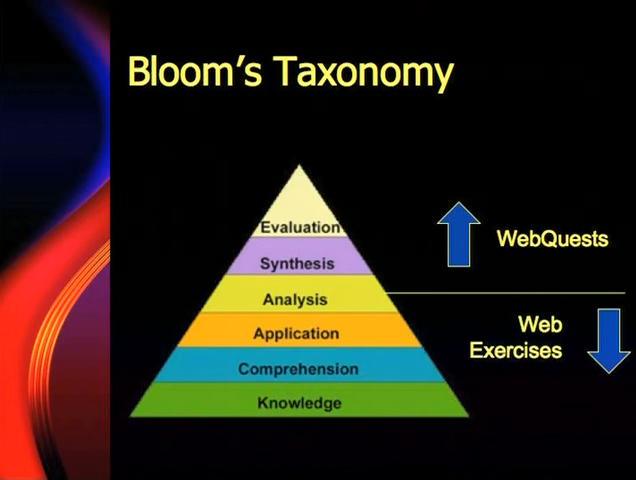 Bloom's Taxonomy
Evaluation
Synthesis
Analysis
Application
Comprehension
Knowledge
WebQuests
Web
Exercises